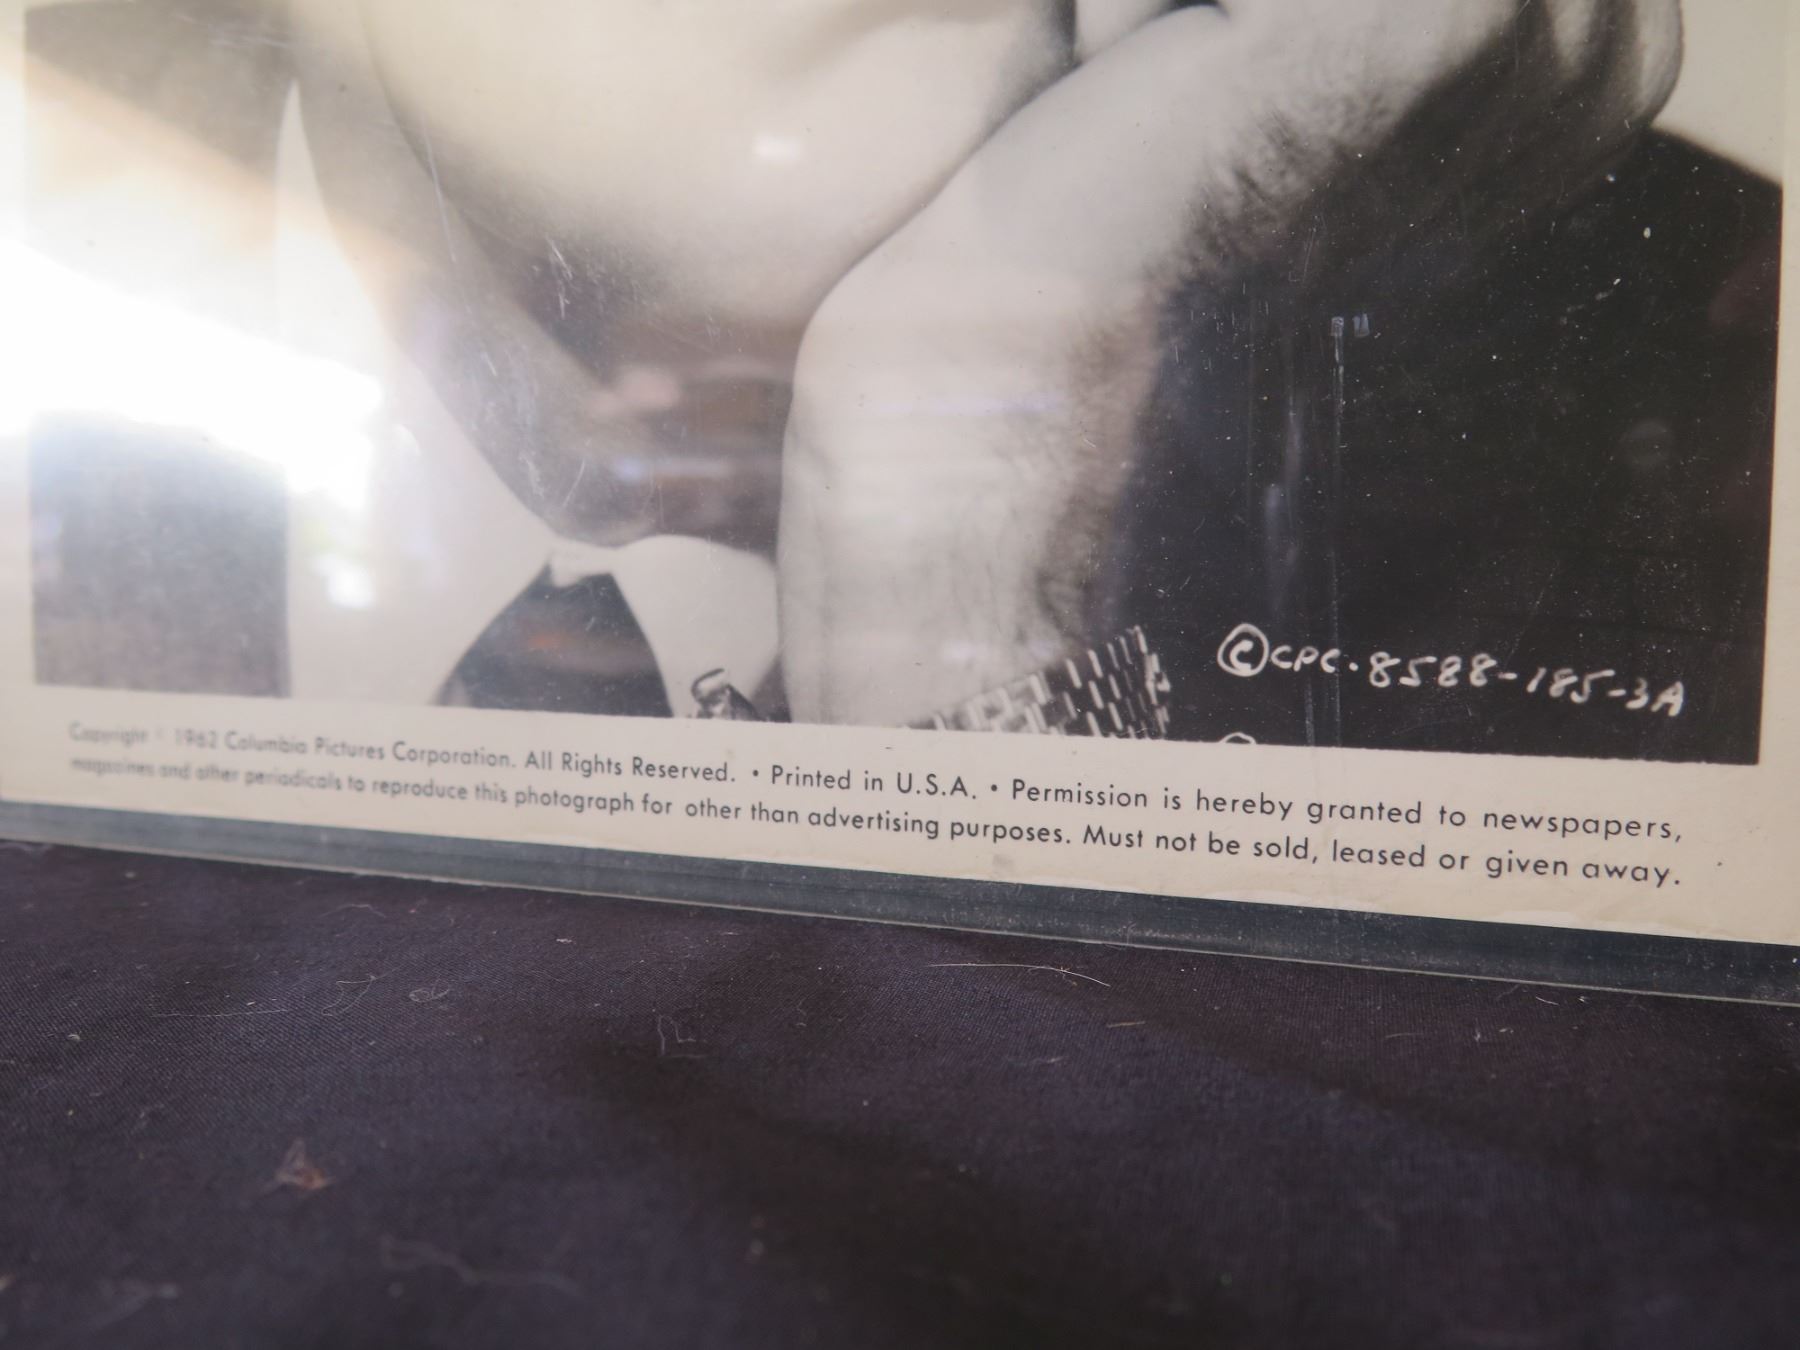 ©CPC·8588-185-3A
Copyright © 1962 Columbia Pictures Corporation. All Rights Reserved. • Printed in U.S.A. • Permission is hereby granted to newspapers,
magazines and other periodicals to reproduce this photograph for other than advertising purposes. Must not be sold, leased or given away.